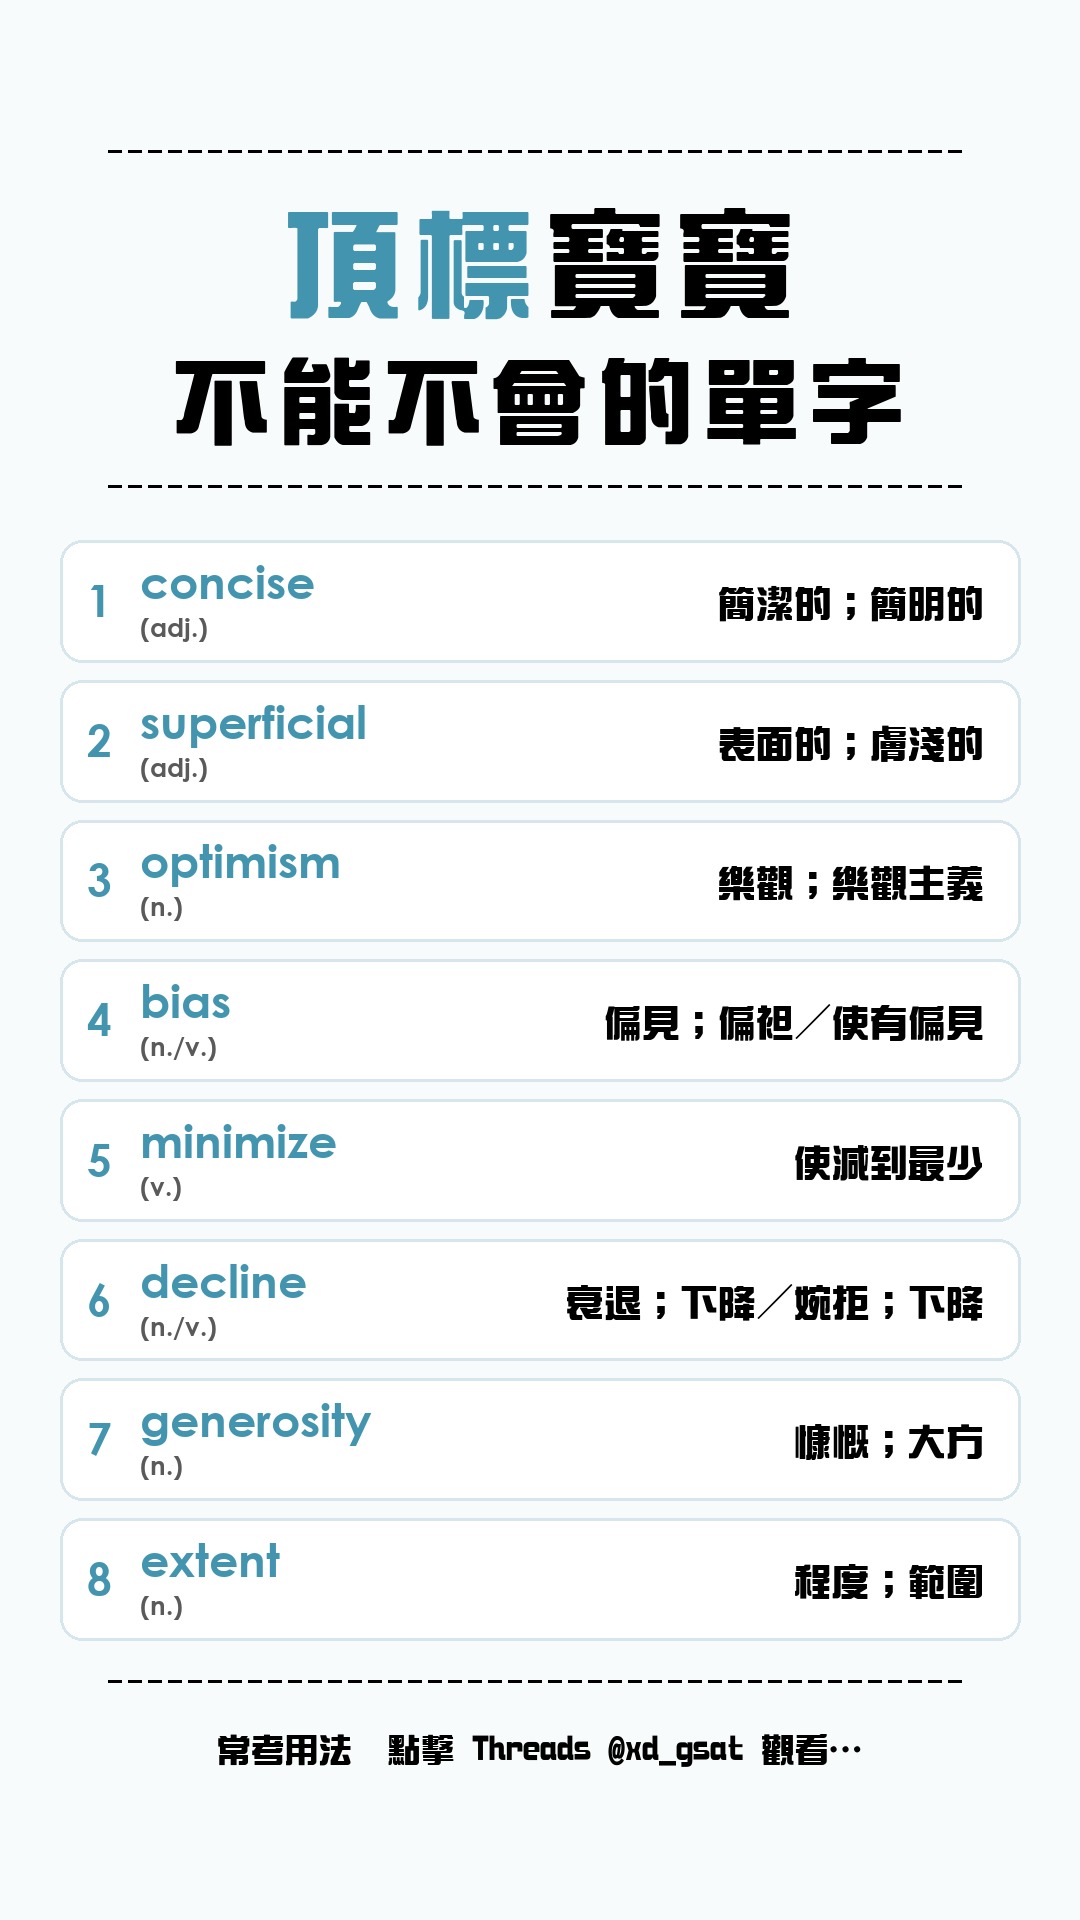 頂標寶寶
不能不會的單字
1 concise (adj.) 簡潔的；簡明的
2 superficial (adj.) 表面的；膚淺的
3 optimism (n.) 樂觀；樂觀主義
4 bias (n./v.) 偏見；偏袒／使有偏見
5 minimize (v.) 使減到最少
6 decline (n./v.) 衰退；下降／婉拒；下降
7 generosity (n.) 慷慨；大方
8 extent (n.) 程度；範圍
常考用法　點擊 Threads @xd_gsat 觀看⋯